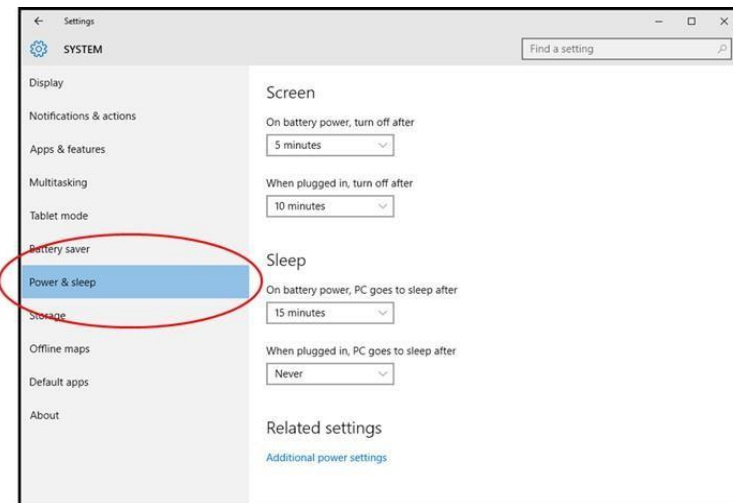 Settings
SYSTEM
Find a setting
Display
Notifications & actions
Apps & features
Multitasking
Tablet mode
Battery saver
Power & sleep
Storage
Offline maps
Default apps
About
Screen
On battery power, turn off after
5 minutes
When plugged in, turn off after
10 minutes
Sleep
On battery power, PC goes to sleep after
15 minutes
When plugged in, PC goes to sleep after
Never
Related settings
Additional power settings